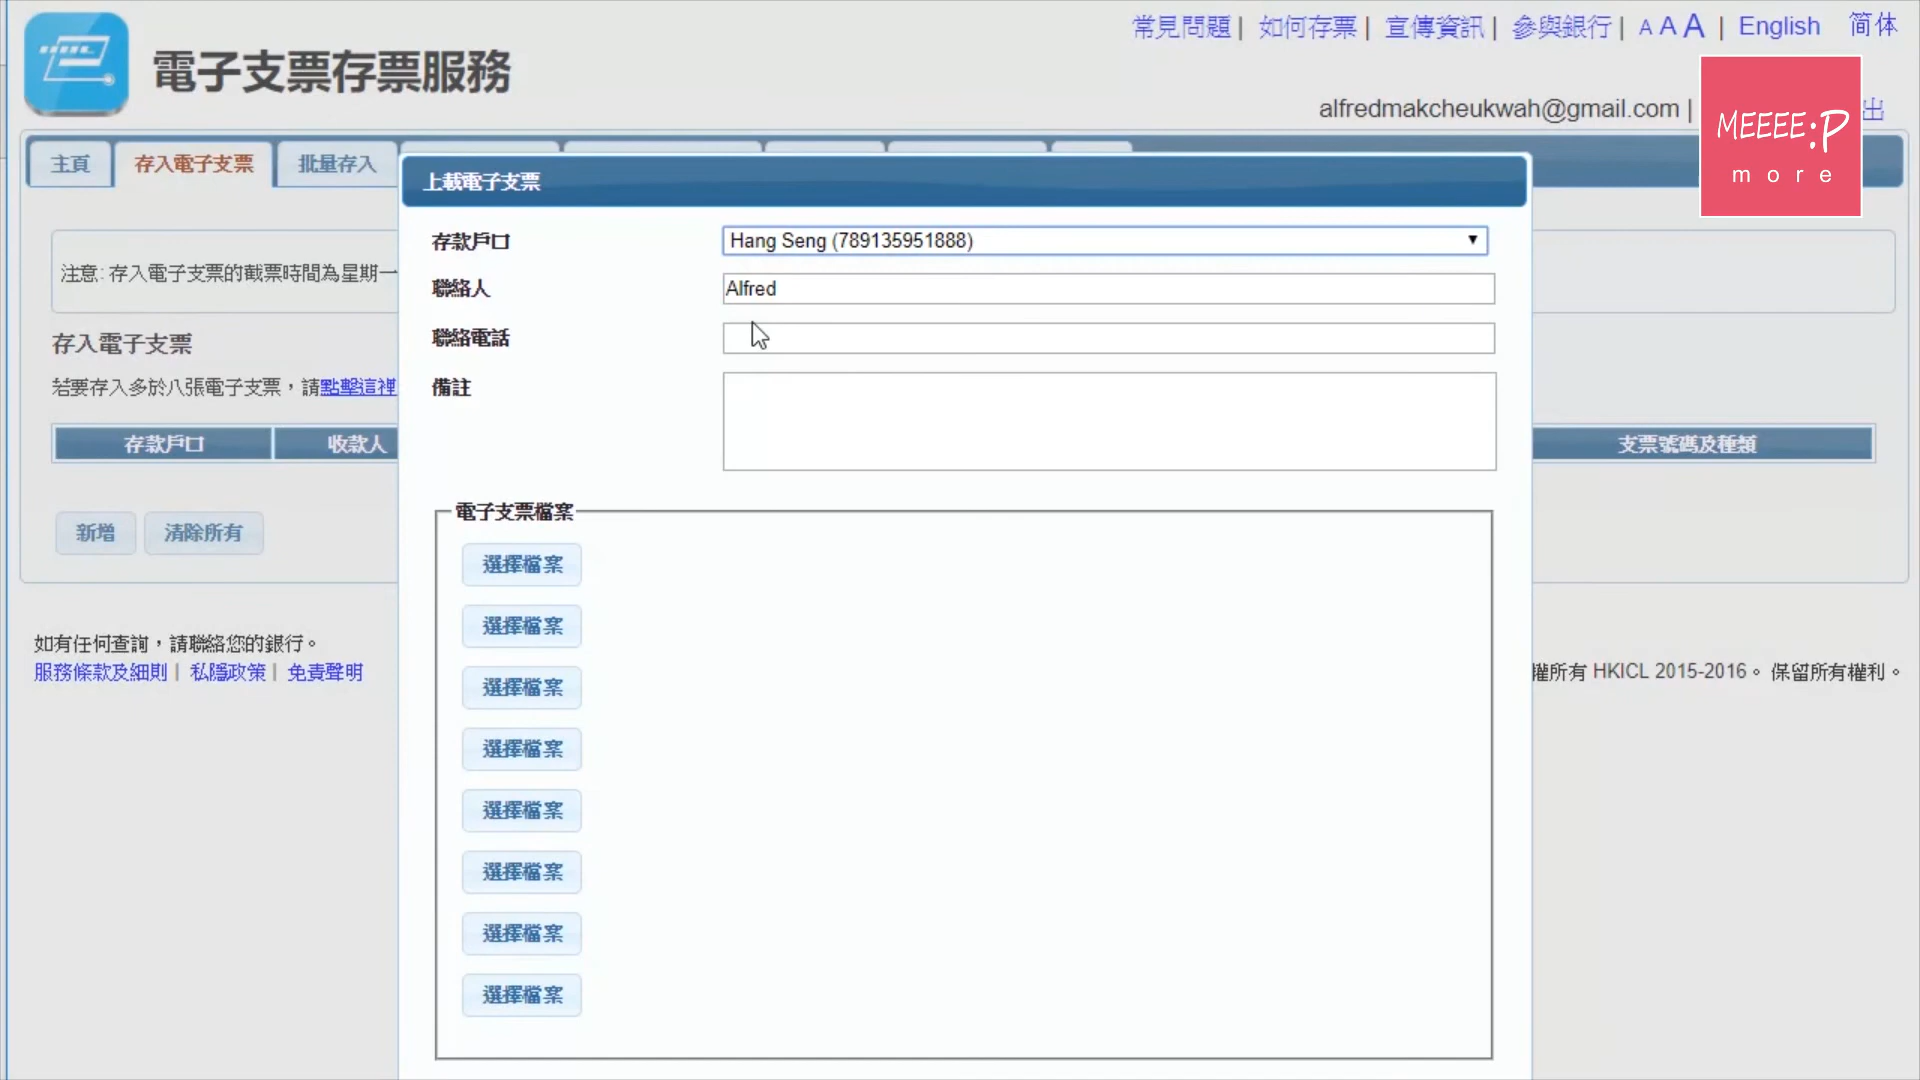 常見問題 | 如何存票 | 宣傳資訊 | 參與銀行 | A A A | English 简体
電子支票存票服務
alfredmakcheukwah@gmail.com | 出
MEEEE:P
more
主頁 存入電子支票 批量存入
上載電子支票
存款戶口 Hang Seng (789135951888)
注意: 存入電子支票的截票時間為星期一
聯絡人 Alfred
聯絡電話
存入電子支票
備註
若要存入多於八張電子支票，請點擊這裡
存款戶口 收款人 支票號碼及種類
電子支票檔案
新增 清除所有
選擇檔案
選擇檔案
選擇檔案
選擇檔案
選擇檔案
選擇檔案
選擇檔案
選擇檔案
如有任何查詢，請聯絡您的銀行。
服務條款及細則 | 私隱政策 | 免責聲明 權所有 HKICL 2015-2016。 保留所有權利。